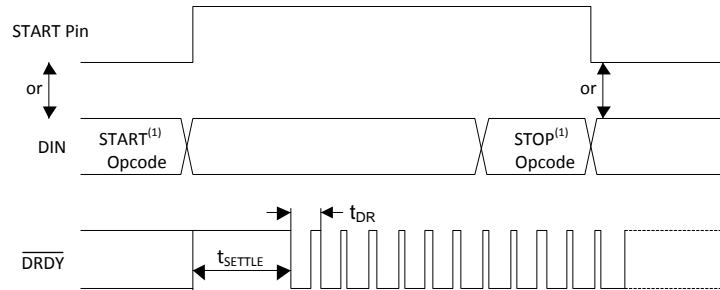 START Pin
or
or
DIN
START(1)
Opcode
STOP(1)
Opcode
tDR
DRDY
tSETTLE